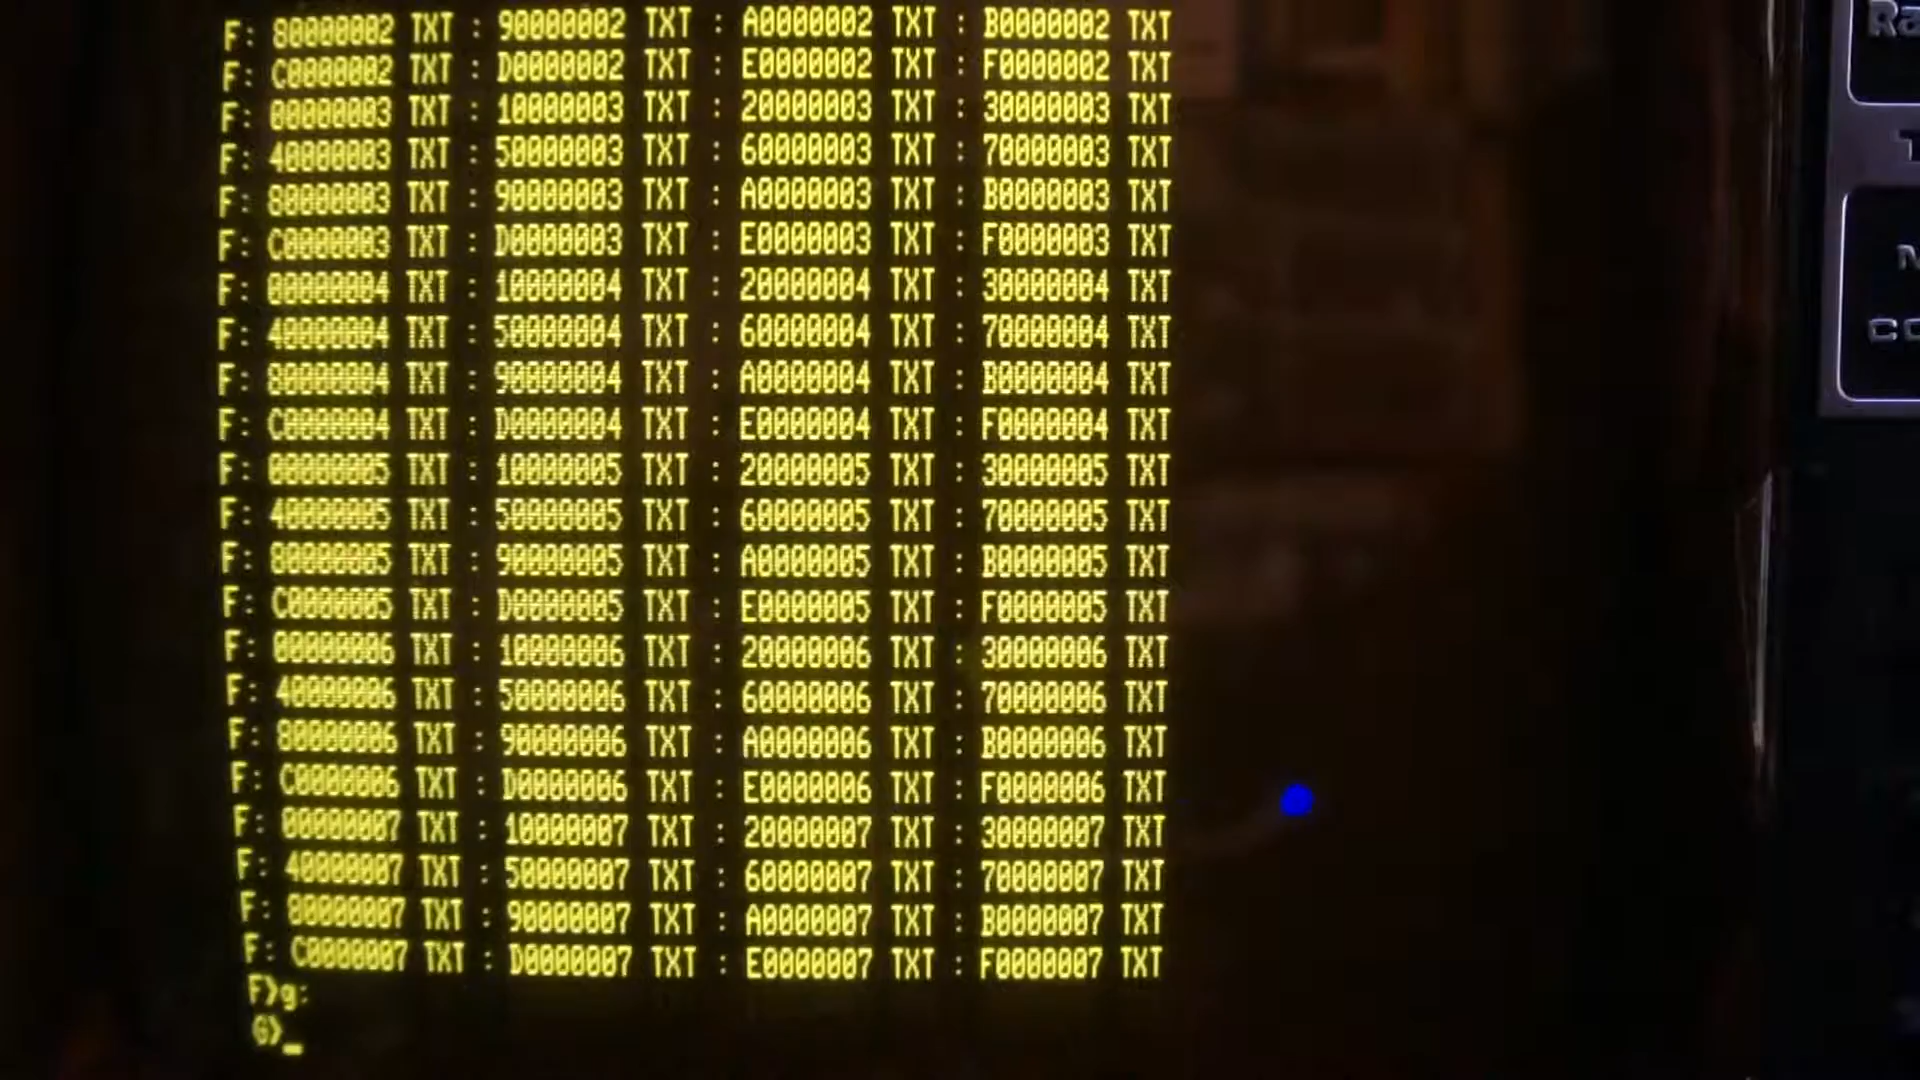 F: 80000002 TXT : 90000002 TXT : A0000002 TXT : B0000002 TXT
F: C0000002 TXT : D0000002 TXT : E0000002 TXT : F0000002 TXT
F: 00000003 TXT : 10000003 TXT : 20000003 TXT : 30000003 TXT
F: 40000003 TXT : 50000003 TXT : 60000003 TXT : 70000003 TXT
F: 80000003 TXT : 90000003 TXT : A0000003 TXT : B0000003 TXT
F: C0000003 TXT : D0000003 TXT : E0000003 TXT : F0000003 TXT
F: 00000004 TXT : 10000004 TXT : 20000004 TXT : 30000004 TXT
F: 40000004 TXT : 50000004 TXT : 60000004 TXT : 70000004 TXT
F: 80000004 TXT : 90000004 TXT : A0000004 TXT : B0000004 TXT
F: C0000004 TXT : D0000004 TXT : E0000004 TXT : F0000004 TXT
F: 00000005 TXT : 10000005 TXT : 20000005 TXT : 30000005 TXT
F: 40000005 TXT : 50000005 TXT : 60000005 TXT : 70000005 TXT
F: 80000005 TXT : 90000005 TXT : A0000005 TXT : B0000005 TXT
F: C0000005 TXT : D0000005 TXT : E0000005 TXT : F0000005 TXT
F: 00000006 TXT : 10000006 TXT : 20000006 TXT : 30000006 TXT
F: 40000006 TXT : 50000006 TXT : 60000006 TXT : 70000006 TXT
F: 80000006 TXT : 90000006 TXT : A0000006 TXT : B0000006 TXT
F: C0000006 TXT : D0000006 TXT : E0000006 TXT : F0000006 TXT
F: 00000007 TXT : 10000007 TXT : 20000007 TXT : 30000007 TXT
F: 40000007 TXT : 50000007 TXT : 60000007 TXT : 70000007 TXT
F: 80000007 TXT : 90000007 TXT : A0000007 TXT : B0000007 TXT
F: C0000007 TXT : D0000007 TXT : E0000007 TXT : F0000007 TXT
F>g:
G>_